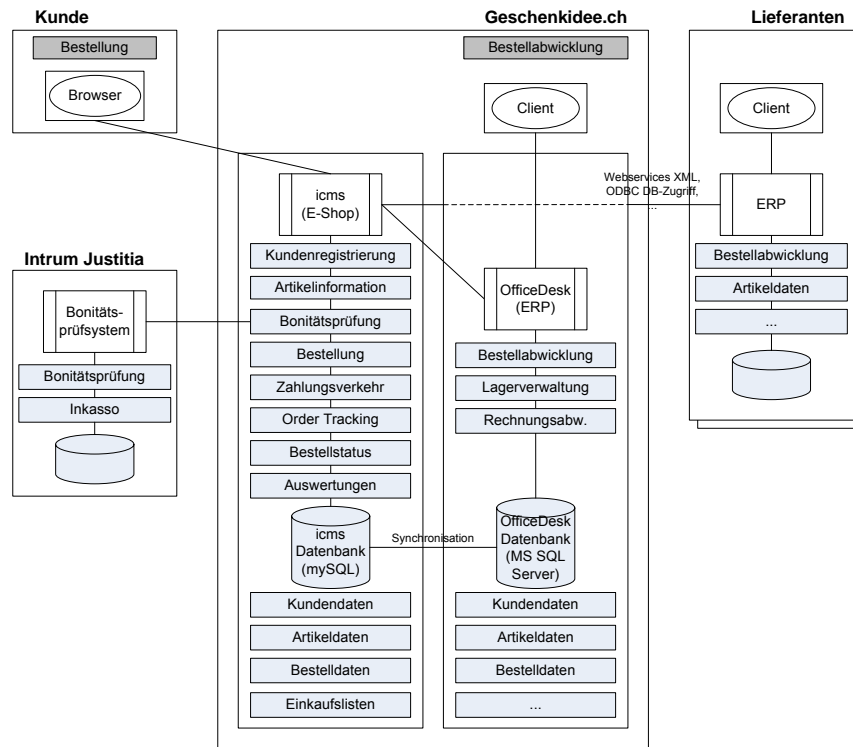 Kunde
Bestellung
Browser
Geschenkidee.ch
Bestellabwicklung
Client
Lieferanten
Client
Webservices XML,
ODBC DB-Zugriff,
...
ERP
Bestellabwicklung
Artikeldaten
...
icms
(E-Shop)
Kundenregistrierung
Artikelinformation
Bonitätsprüfung
Bestellung
Zahlungsverkehr
Order Tracking
Bestellstatus
Auswertungen
icms
Datenbank
(mySQL)
Kundendaten
Artikeldaten
Bestelldaten
Einkaufslisten
Synchronisation
OfficeDesk
(ERP)
Bestellabwicklung
Lagerverwaltung
Rechnungsabw.
OfficeDesk
Datenbank
(MS SQL
Server)
Kundendaten
Artikeldaten
Bestelldaten
...
Intrum Justitia
Bonitäts-
prüfsystem
Bonitätsprüfung
Inkasso